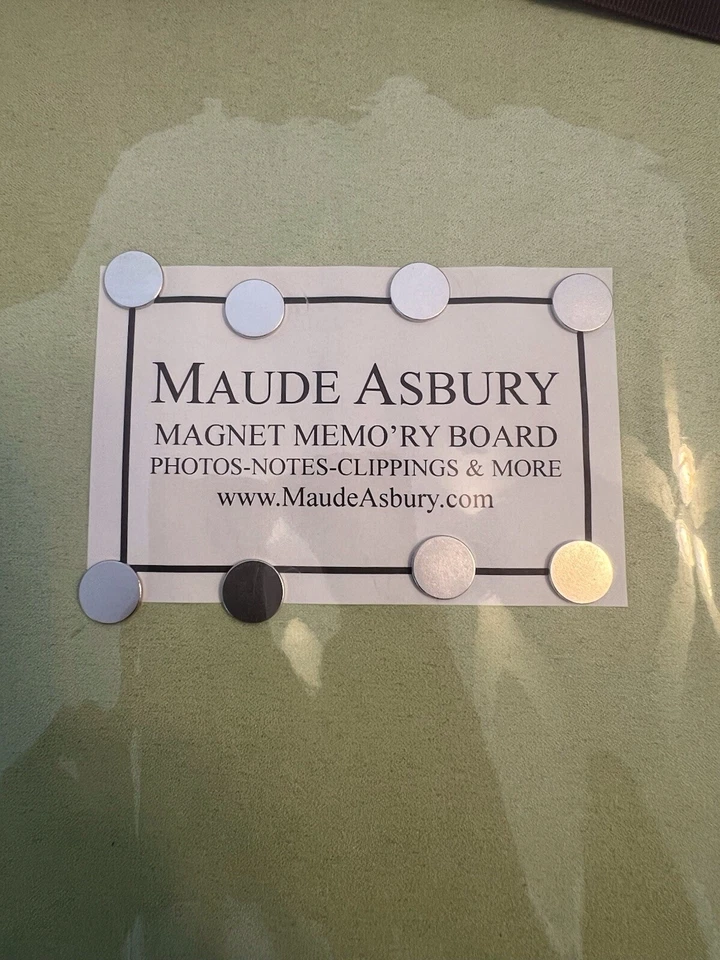 MAUDE ASBURY
MAGNET MEMO'RY BOARD
PHOTOS-NOTES-CLIPPINGS & MORE
www.MaudeAsbury.com